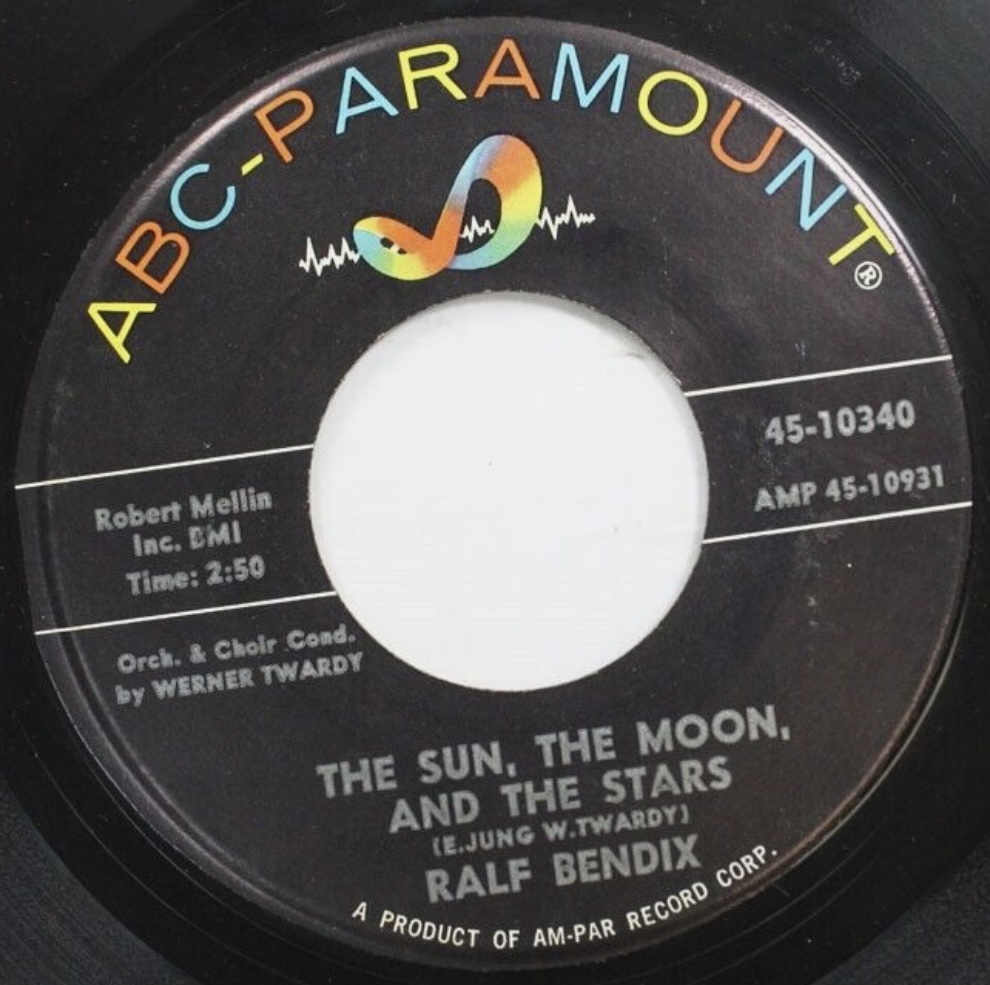 ABC-PARAMOUNT®
45-10340
AMP 45-10931
Robert Mellin
Inc. BMI
Time: 2:50
Orch. & Choir Cond.
by WERNER TWARDY
THE SUN, THE MOON,
AND THE STARS
(E.JUNG W.TWARDY)
RALF BENDIX
A PRODUCT OF AM-PAR RECORD CORP.